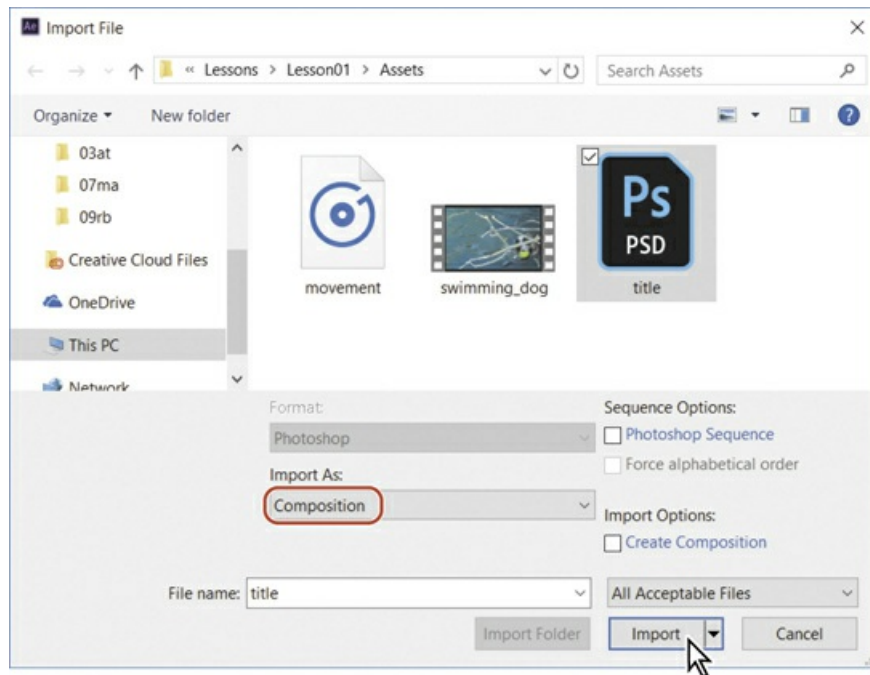 Ae Import File
« Lessons > Lesson01 > Assets
Search Assets
Organize New folder
03at
07ma
09rb
Creative Cloud Files
OneDrive
This PC
Network
movement
swimming_dog
Ps
PSD
title
Format:
Photoshop
Import As:
Composition
Sequence Options:
Photoshop Sequence
Force alphabetical order
Import Options:
Create Composition
File name: title
All Acceptable Files
Import Folder
Import
Cancel